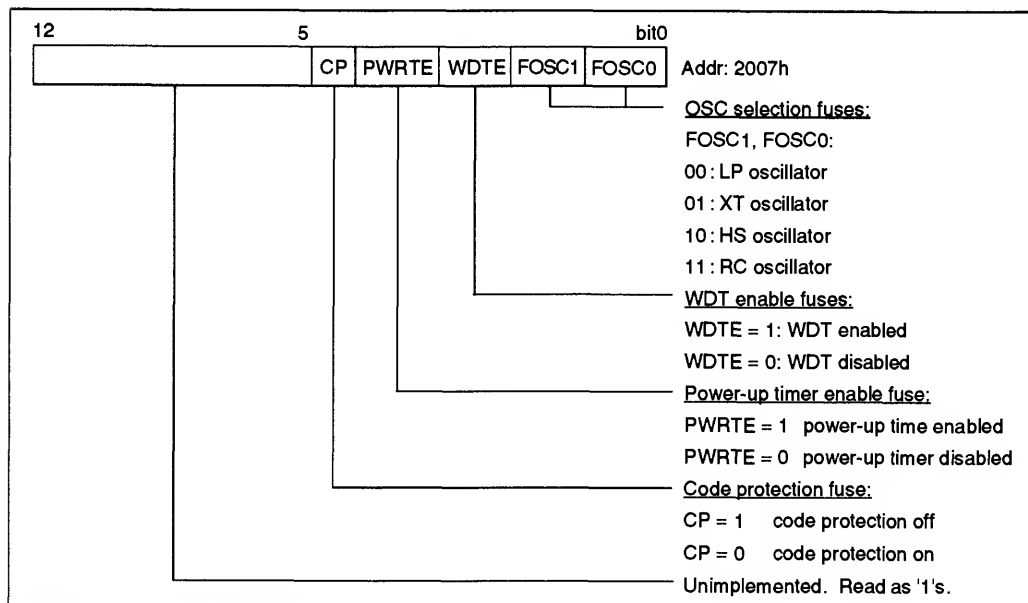 12 5 bit0
CP PWRTE WDTE FOSC1 FOSC0 Addr: 2007h
OSC selection fuses:
FOSC1, FOSC0:
00 : LP oscillator
01 : XT oscillator
10 : HS oscillator
11 : RC oscillator
WDT enable fuses:
WDTE = 1: WDT enabled
WDTE = 0: WDT disabled
Power-up timer enable fuse:
PWRTE = 1 power-up time enabled
PWRTE = 0 power-up timer disabled
Code protection fuse:
CP = 1 code protection off
CP = 0 code protection on
Unimplemented. Read as '1's.